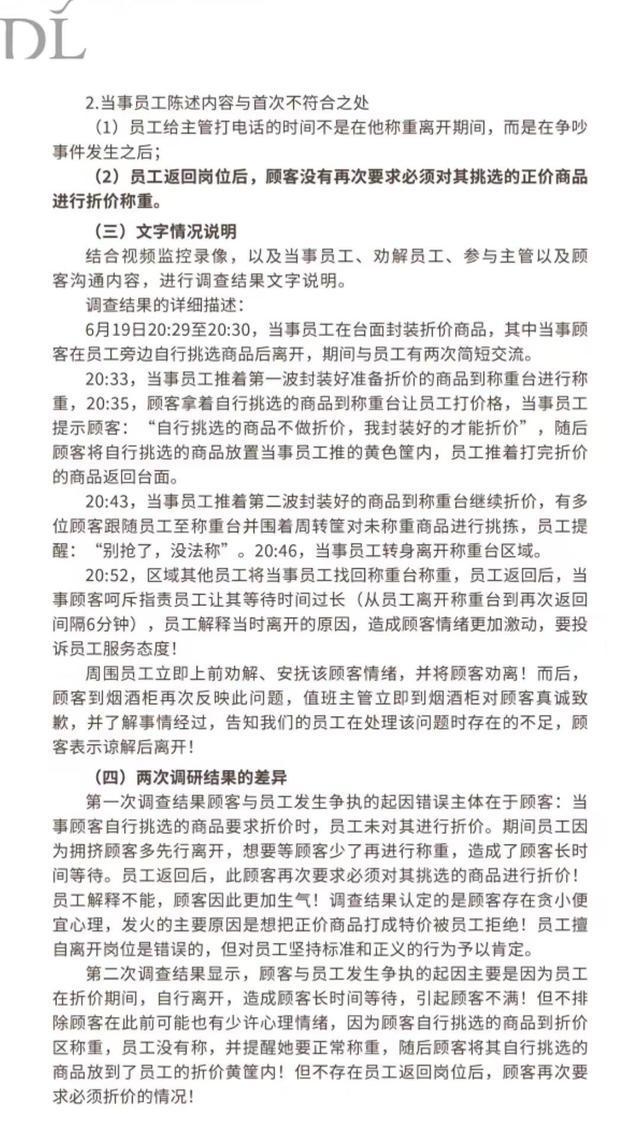 DL
2.当事员工陈述内容与首次不符合之处
（1）员工给主管打电话的时间不是在他称重离开期间，而是在争吵
事件发生之后；
（2）员工返回岗位后，顾客没有再次要求必须对其挑选的正价商品
进行折价称重。
（三）文字情况说明
结合视频监控录像，以及当事员工、劝解员工、参与主管以及顾
客沟通内容，进行调查结果文字说明。
调查结果的详细描述：
6月19日20:29至20:30，当事员工在台面封装折价商品，其中当事顾
客在员工旁边自行挑选商品后离开，期间与员工有两次简短交流。
20:33，当事员工推着第一波封装好准备折价的商品到称重台进行称
重，20:35，顾客拿着自行挑选的商品到称重台让员工打价格，当事员工
提示顾客：“自行挑选的商品不做折价，我封装好的才能折价”，随后
顾客将自行挑选的商品放置当事员工推的黄色筐内，员工推着打完折价
的商品返回台面。
20:43，当事员工推着第二波封装好的商品到称重台继续折价，有多
位顾客跟随员工至称重台并围着周转筐对未称重商品进行挑拣，员工提
醒：“别抢了，没法称”。20:46，当事员工转身离开称重台区域。
20:52，区域其他员工将当事员工找回称重台称重，员工返回后，当
事顾客呵斥指责员工让其等待时间过长（从员工离开称重台到再次返回
间隔6分钟），员工解释当时离开的原因，造成顾客情绪更加激动，要投
诉员工服务态度！
周围员工立即上前劝解、安抚该顾客情绪，并将顾客劝离！而后，
顾客到烟酒柜再次反映此问题，值班主管立即到烟酒柜对顾客真诚致
歉，并了解事情经过，告知我们的员工在处理该问题时存在的不足，顾
客表示谅解后离开！
（四）两次调研结果的差异
第一次调查结果顾客与员工发生争执的起因错误主体在于顾客：当
事顾客自行挑选的商品要求折价时，员工未对其进行折价。期间员工因
为拥挤顾客多先行离开，想要等顾客少了再进行称重，造成了顾客长时
间等待。员工返回后，此顾客再次要求必须对其挑选的商品进行折价！
员工解释不能，顾客因此更加生气！调查结果认定的是顾客存在贪小便
宜心理，发火的主要原因是想把正价商品打成特价被员工拒绝！员工擅
自离开岗位是错误的，但对员工坚持标准和正义的行为予以肯定。
第二次调查结果显示，顾客与员工发生争执的起因主要是因为员工
在折价期间，自行离开，造成顾客长时间等待，引起顾客不满！但不排
除顾客在此前可能也有少许心理情绪，因为顾客自行挑选的商品到折价
区称重，员工没有称，并提醒她要正常称重，随后顾客将其自行挑选的
商品放到了员工的折价黄筐内！但不存在员工返回岗位后，顾客再次要
求必须折价的情况！